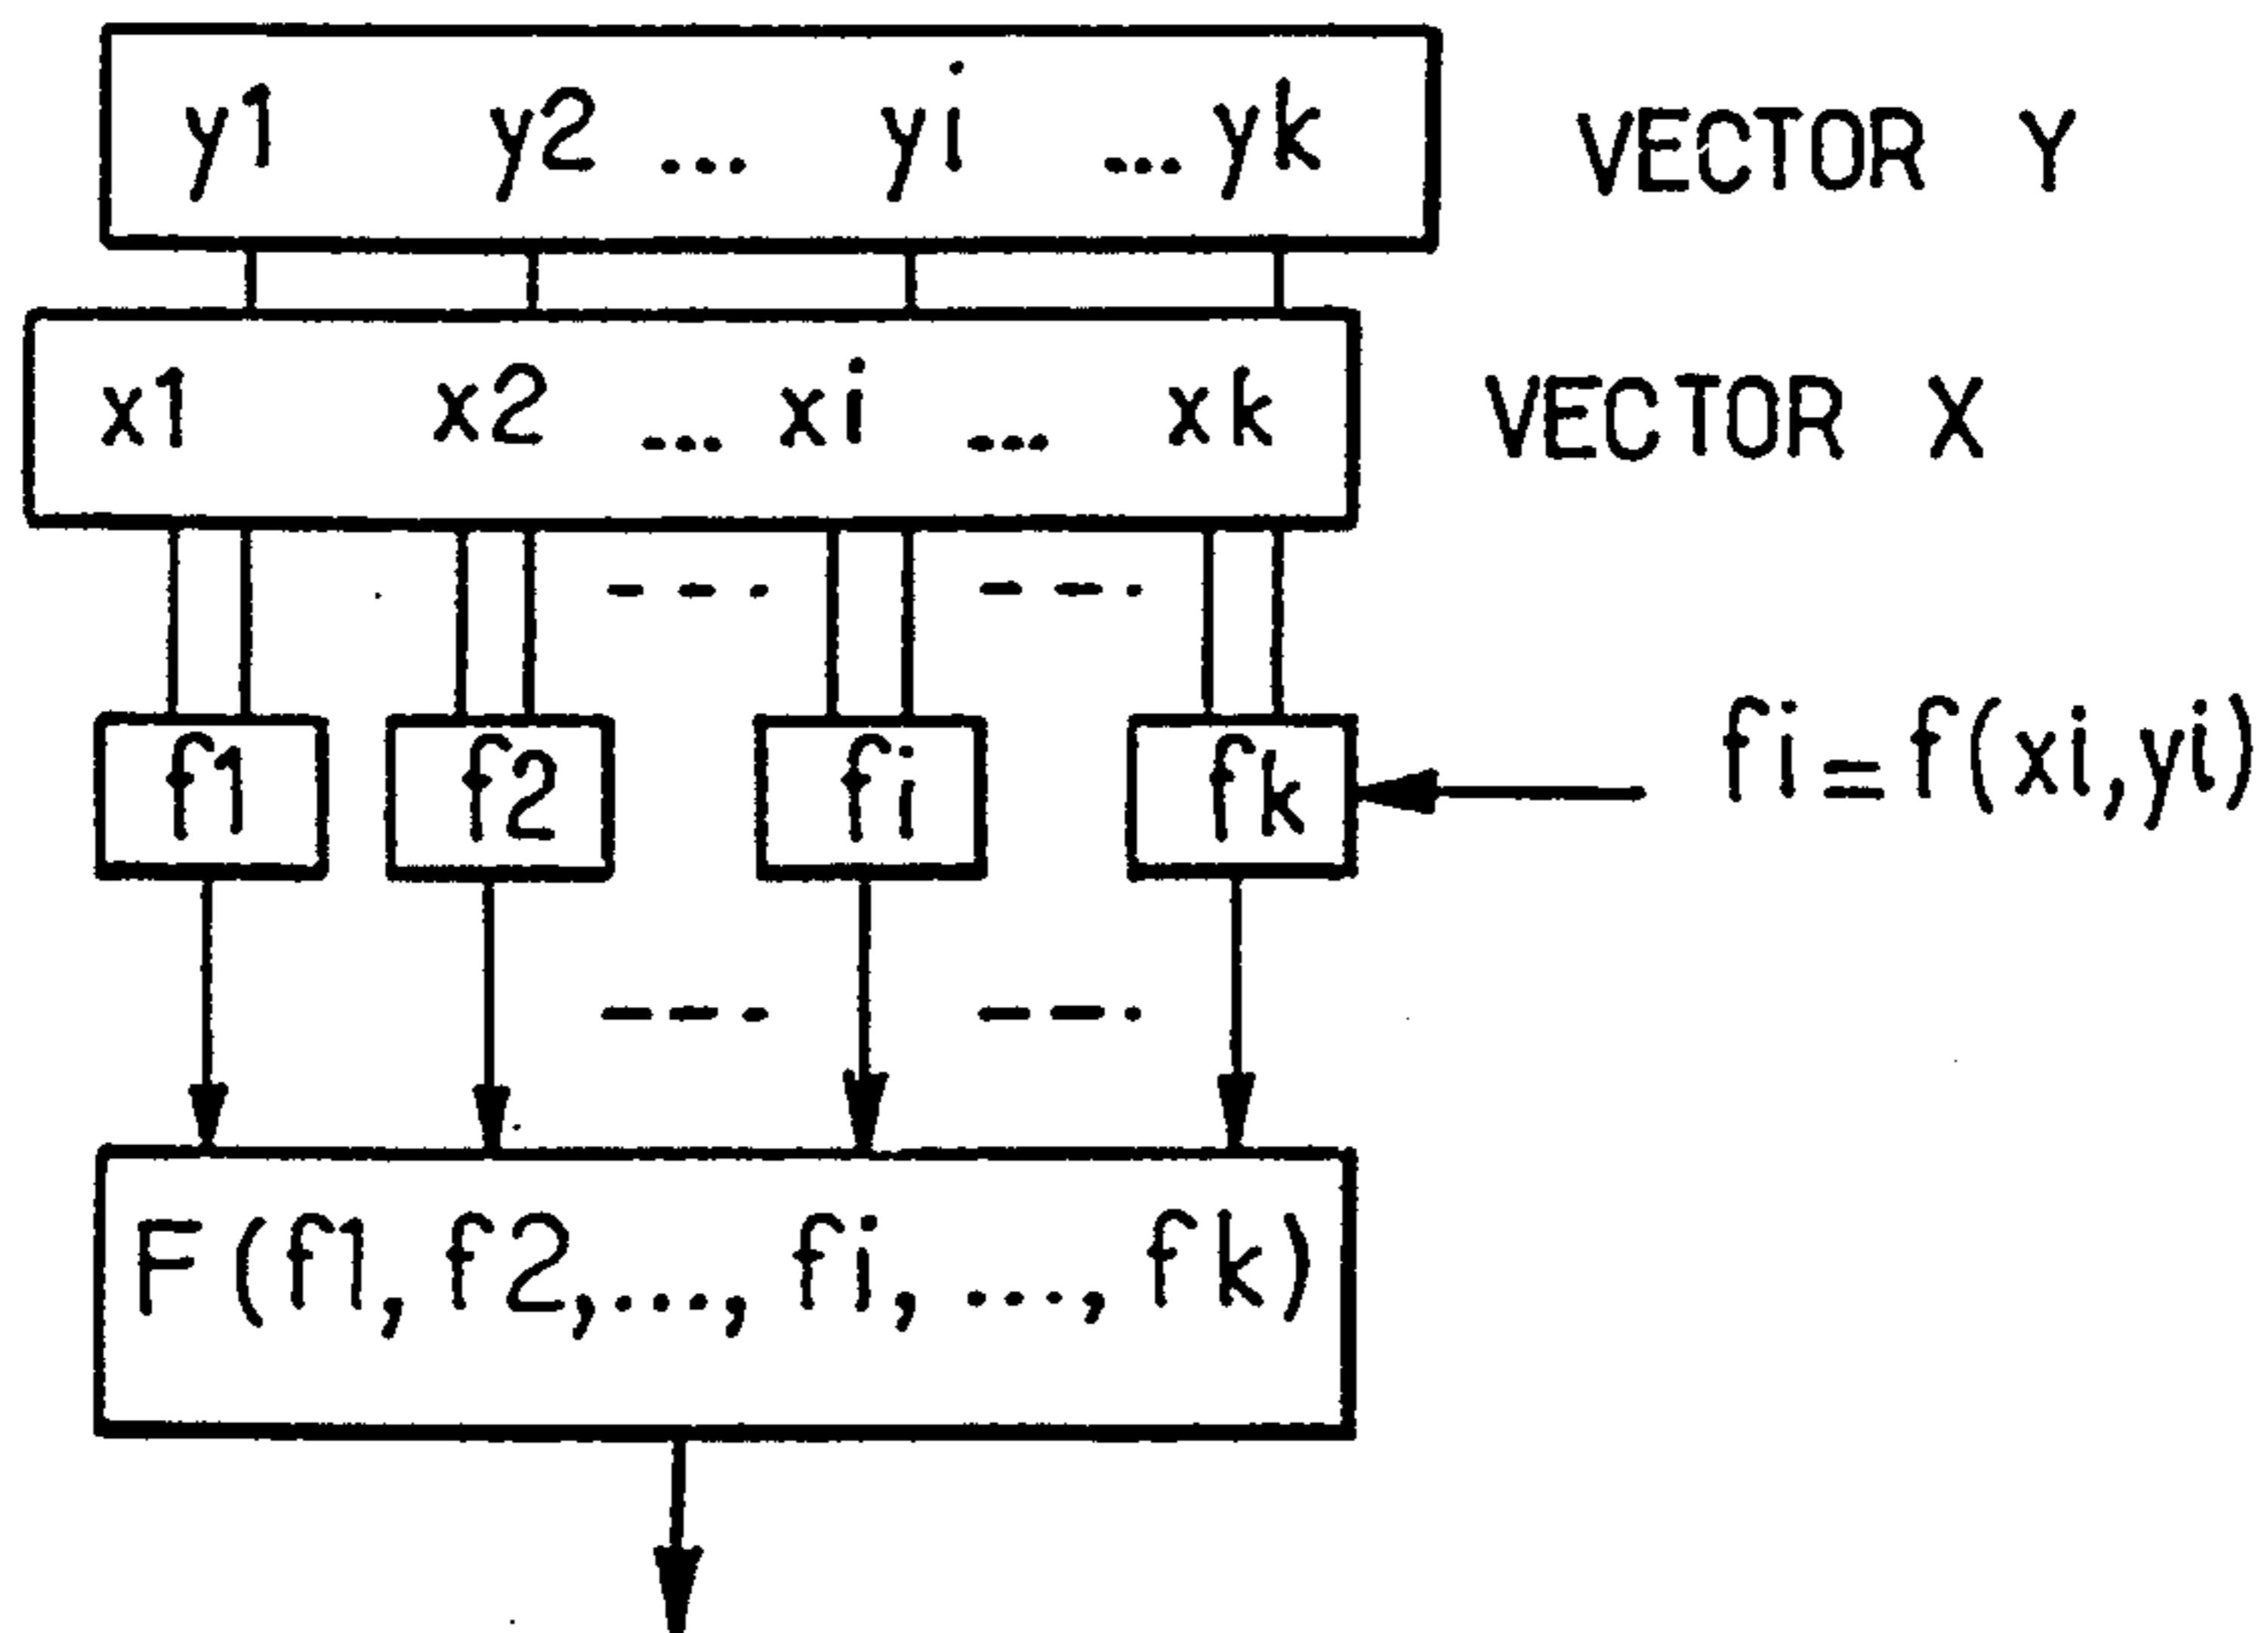 y1 y2 ... yi ... yk VECTOR Y
x1 x2 ... xi ... xk VECTOR X
f1 f2 fi fk fi=f(xi,yi)
F(f1,f2,...,fi,...,fk)